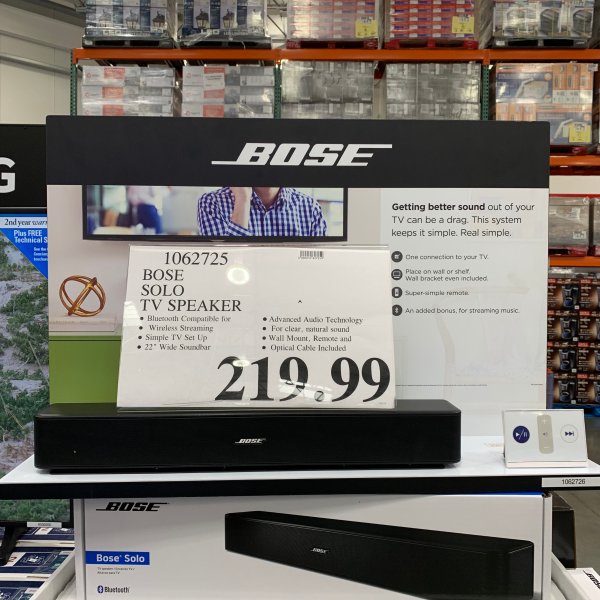 BOSE
G
Getting better sound out of your
TV can be a drag. This system
keeps it simple. Real simple.
One connection to your TV.
Place on wall or shelf.
Wall bracket even included.
Super-simple remote.
An added bonus, for streaming music.
2nd year
Plus FREE
Technical S
1062725
BOSE
SOLO
TV SPEAKER
• Bluetooth Compatible for
• Wireless Streaming
• Simple TV Set Up
• 22" Wide Soundbar
^
• Advanced Audio Technology
• For clear, natural sound
• Wall Mount, Remote and
• Optical Cable Included
219.99
BOSE
1062726
BOSE
Bose® Solo
Bluetooth®
BOSE